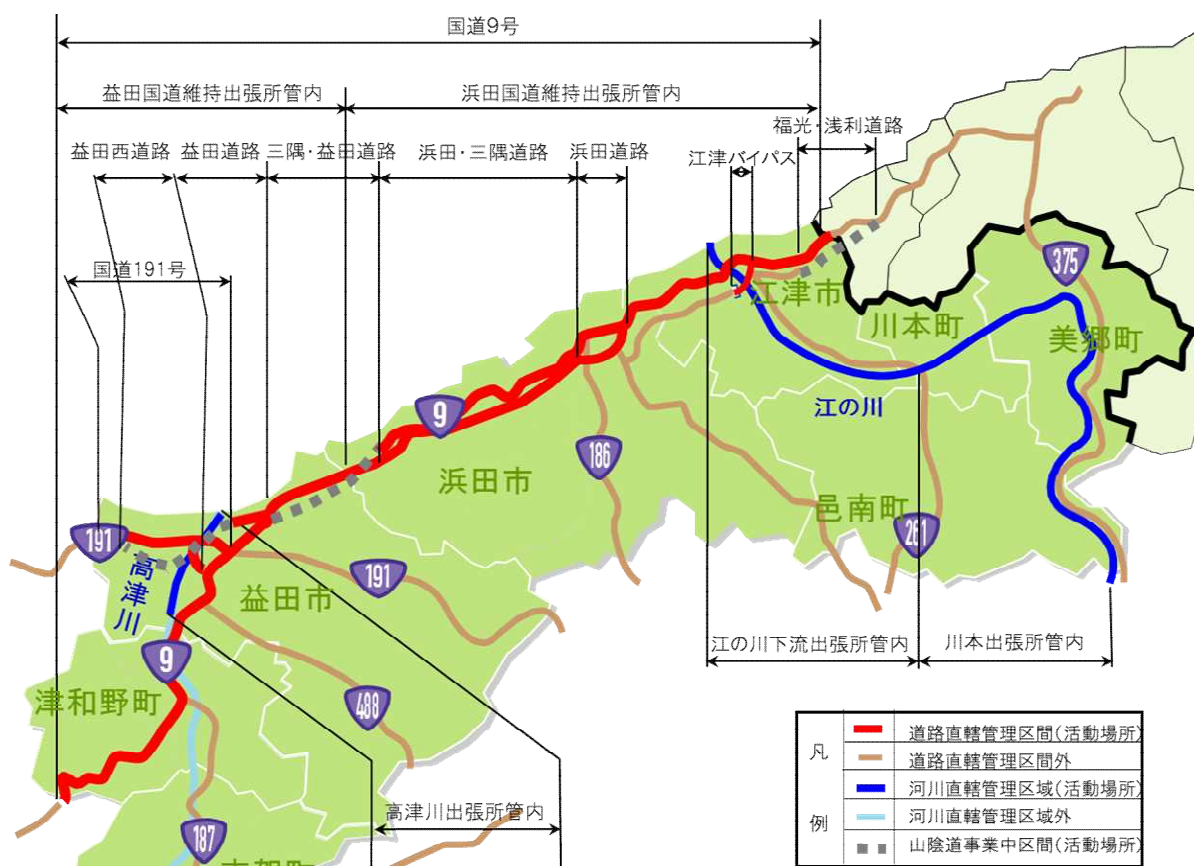 国道9号
益田国道維持出張所管内
浜田国道維持出張所管内
福光・浅利道路
益田西道路
益田道路
三隅・益田道路
浜田・三隅道路
浜田道路
江津バイパス
国道191号
375
江津市
川本町
美郷町
江の川
9
186
浜田市
邑南町
261
191
191
高津川
益田市
9
江の川下流出張所管内
川本出張所管内
津和野町
488
高津川出張所管内
187
凡例
道路直轄管理区間(活動場所)
道路直轄管理区間外
河川直轄管理区域(活動場所)
河川直轄管理区域外
山陰道事業中区間(活動場所)